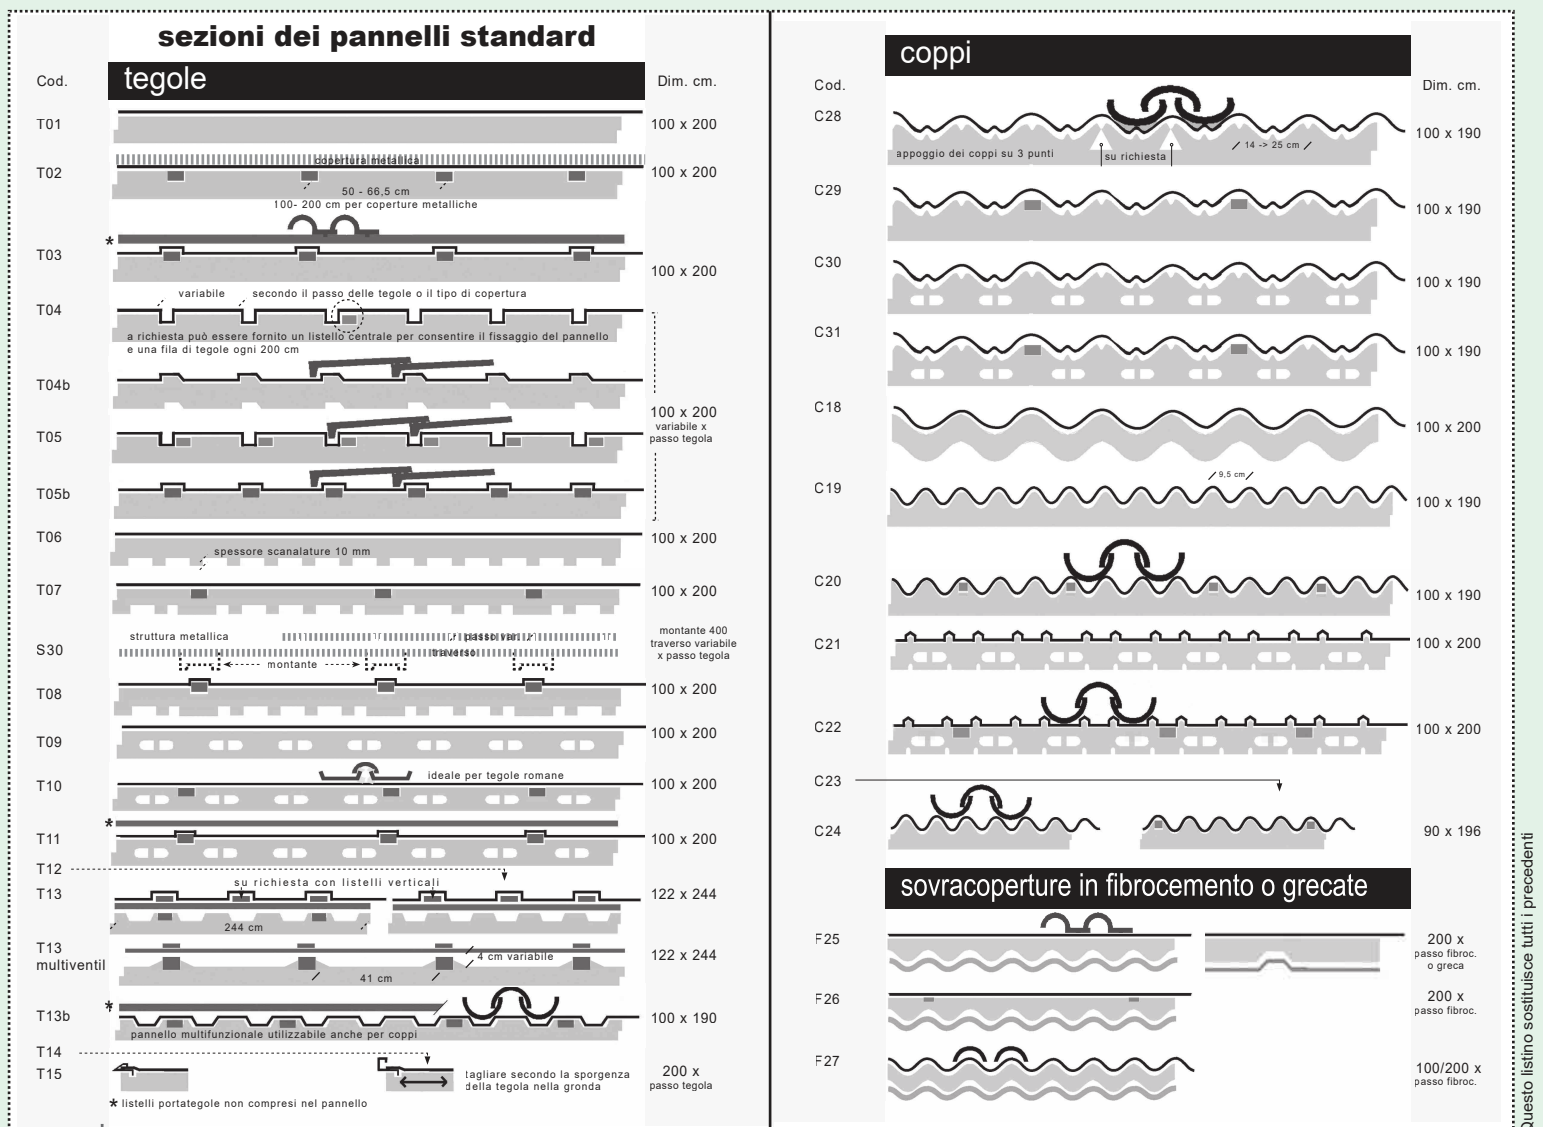 sezioni dei pannelli standard
Cod.
tegole
Dim. cm.
T01
100 x 200
copertura metallica
T02
100 x 200
50 - 66,5 cm
100- 200 cm per coperture metalliche
*
T03
100 x 200
variabile
secondo il passo delle tegole o il tipo di copertura
T04
a richiesta può essere fornito un listello centrale per consentire il fissaggio del pannello
e una fila di tegole ogni 200 cm
T04b
100 x 200
variabile x
passo tegola
T05
T05b
T06
100 x 200
spessore scanalature 10 mm
T07
100 x 200
struttura metallica
passo var.
montante 400
traverso variabile
x passo tegola
S30
traverso
montante
T08
100 x 200
T09
100 x 200
T10
ideale per tegole romane
100 x 200
*
T11
100 x 200
T12
su richiesta con listelli verticali
T13
122 x 244
244 cm
T13
multiventil
4 cm variabile
122 x 244
41 cm
*
T13b
100 x 190
pannello multifunzionale utilizzabile anche per coppi
T14
T15
tagliare secondo la sporgenza
della tegola nella gronda
200 x
passo tegola
* listelli portategole non compresi nel pannello
coppi
Cod.
Dim. cm.
C28
100 x 190
appoggio dei coppi su 3 punti
su richiesta
14 -> 25 cm
C29
100 x 190
C30
100 x 190
C31
100 x 190
C18
100 x 200
9,5 cm
C19
100 x 190
C20
100 x 190
C21
100 x 200
C22
100 x 200
C23
C24
90 x 196
sovracoperture in fibrocemento o grecate
F25
200 x
passo fibroc.
o greca
F26
200 x
passo fibroc.
F27
100/200 x
passo fibroc.
Questo listino sostituisce tutti i precedenti